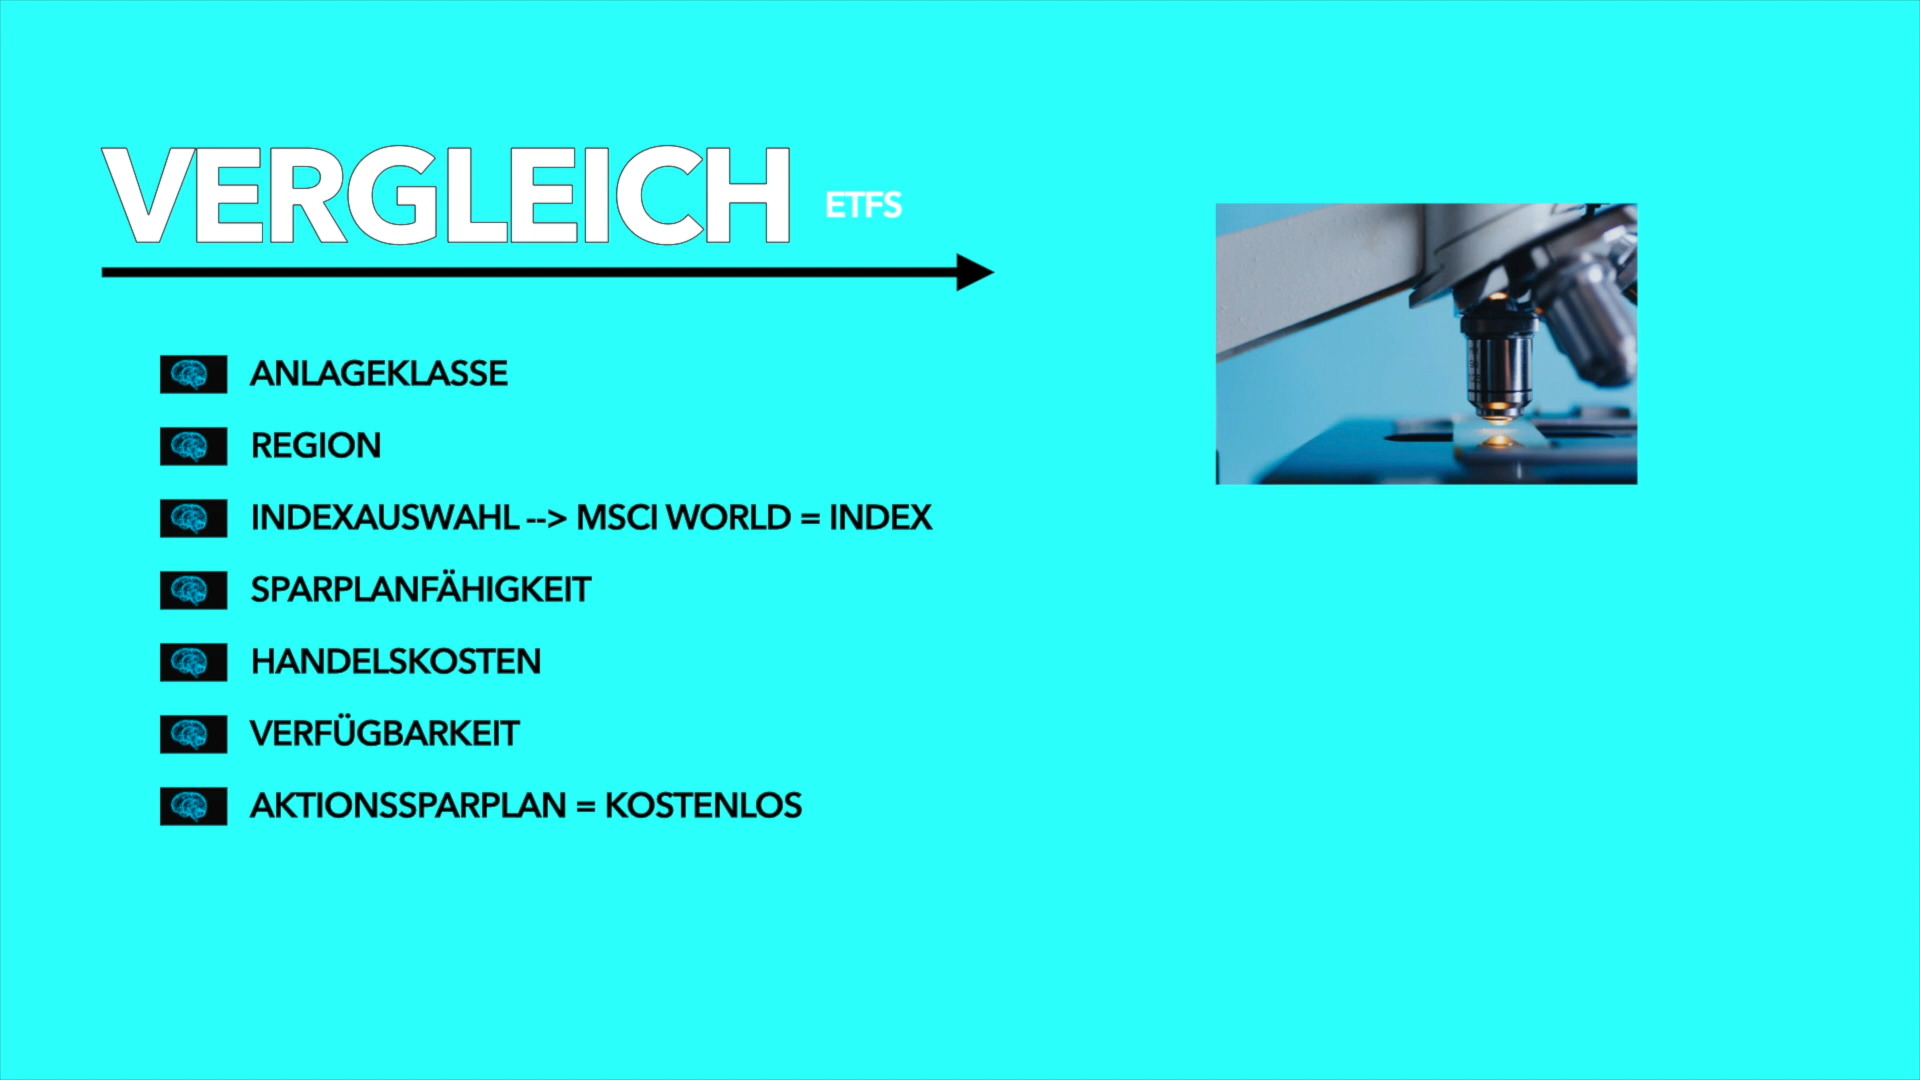 VERGLEICH ETFS
ANLAGEKLASSE
REGION
INDEXAUSWAHL --> MSCI WORLD = INDEX
SPARPLANFÄHIGKEIT
HANDELSKOSTEN
VERFÜGBARKEIT
AKTIONSSPARPLAN = KOSTENLOS